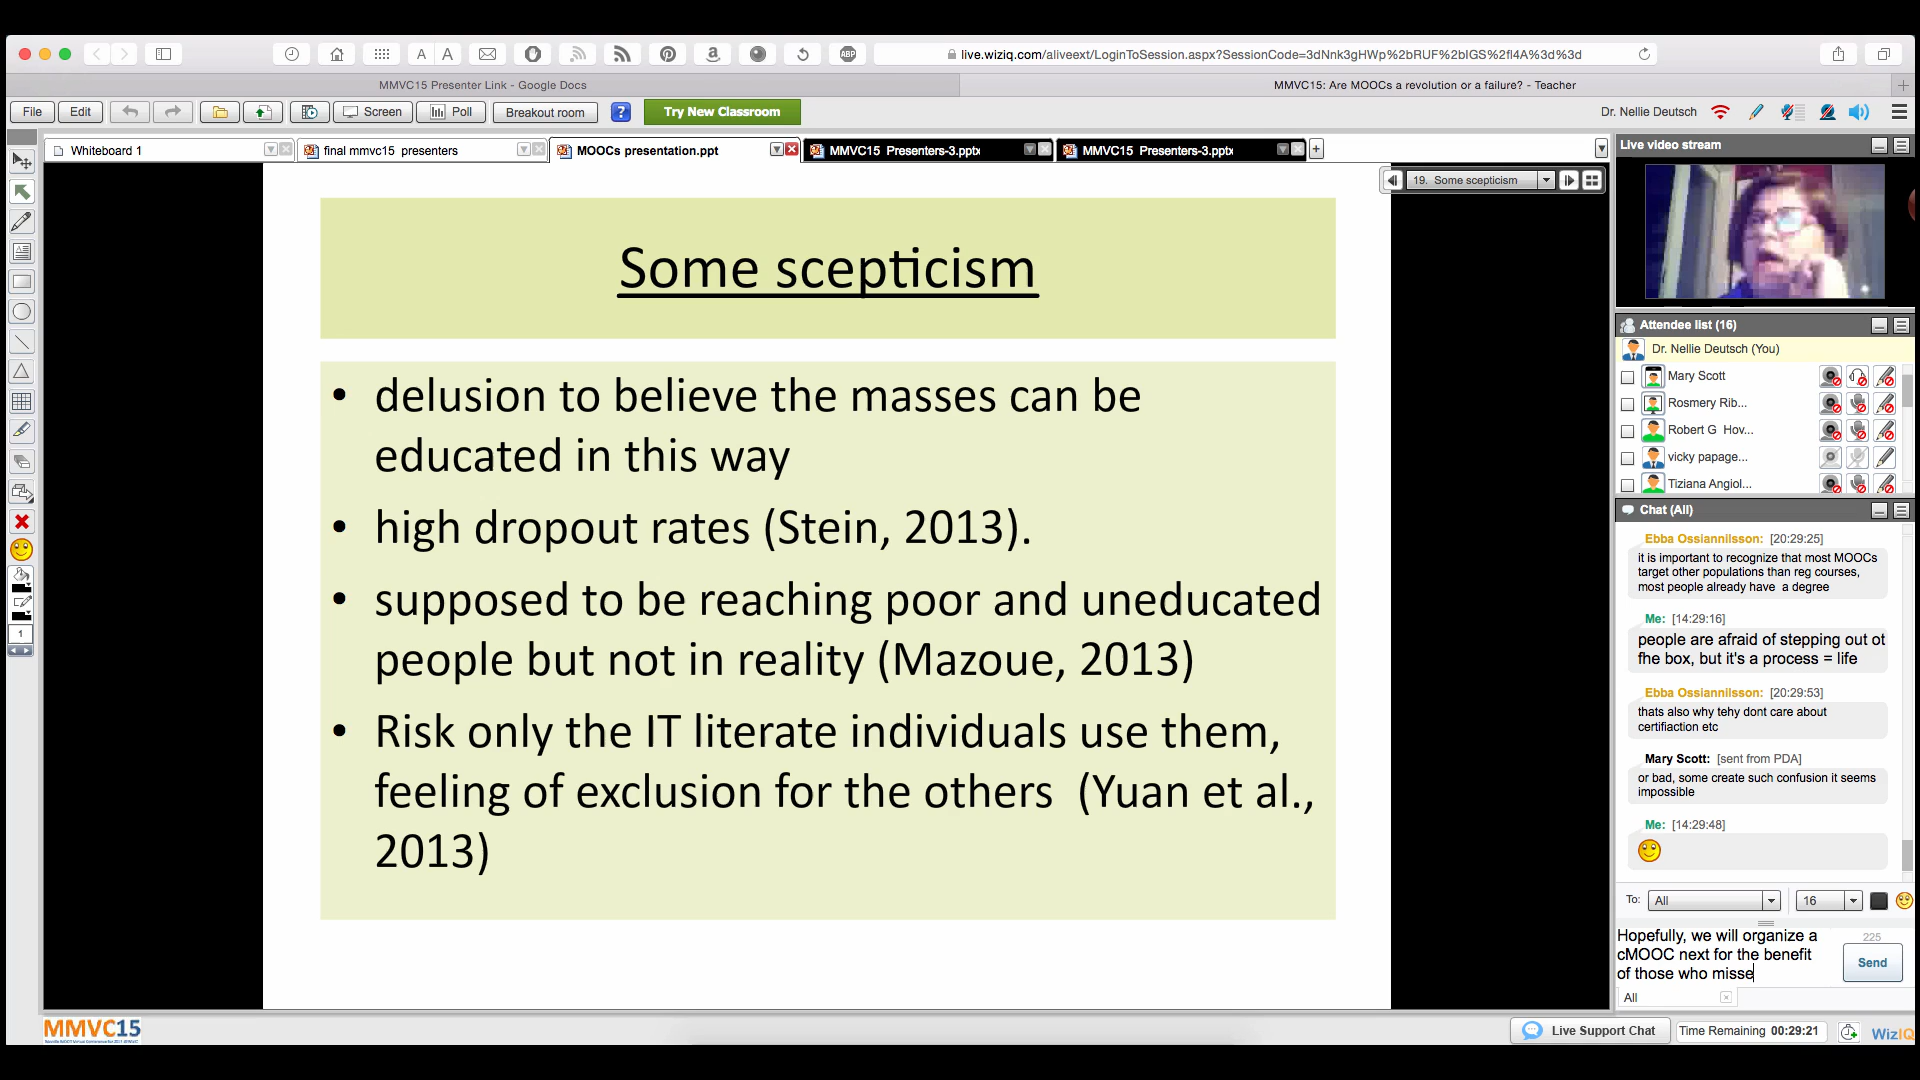 live.wiziq.com/aliveext/LoginToSession.aspx?SessionCode=3dNnk3gHWp%2bRUF%2bIGS%2fl4A%3d%3d
MMVC15 Presenter Link - Google Docs
MMVC15: Are MOOCs a revolution or a failure? - Teacher
File
Edit
Screen
Poll
Breakout room
?
Try New Classroom
Dr. Nellie Deutsch
Whiteboard 1
final mmvc15 presenters
MOOCs presentation.ppt
MMVC15 Presenters-3.pptx
MMVC15 Presenters-3.pptx
19. Some scepticism
Some scepticism
• delusion to believe the masses can be
educated in this way
• high dropout rates (Stein, 2013).
• supposed to be reaching poor and uneducated
people but not in reality (Mazoue, 2013)
• Risk only the IT literate individuals use them,
feeling of exclusion for the others (Yuan et al.,
2013)
Live video stream
Attendee list (16)
Dr. Nellie Deutsch (You)
Mary Scott
Rosmery Rib...
Robert G Hov...
vicky papage...
Tiziana Angiol...
Chat (All)
Ebba Ossiannilsson: [20:29:25]
it is important to recognize that most MOOCs
target other populations than reg courses,
most people already have a degree
Me: [14:29:16]
people are afraid of stepping out ot
fhe box, but it's a process = life
Ebba Ossiannilsson: [20:29:53]
thats also why tehy dont care about
certifiaction etc
Mary Scott: [sent from PDA]
or bad, some create such confusion it seems
impossible
Me: [14:29:48]
To: All 16
Hopefully, we will organize a
cMOOC next for the benefit
of those who misse
225
Send
All
1
MMVC15
Live Support Chat
Time Remaining 00:29:21
WizIQ